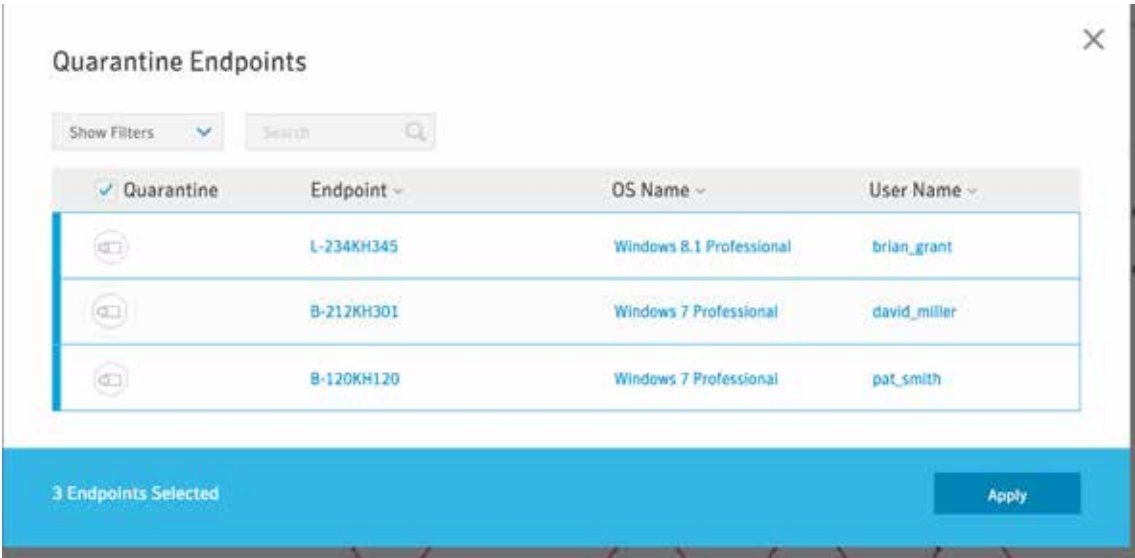 Quarantine Endpoints
Show Filters Search
Quarantine Endpoint OS Name User Name
L-234KH345 Windows 8.1 Professional brian_grant
B-212KH301 Windows 7 Professional david_miller
B-120KH120 Windows 7 Professional pat_smith
3 Endpoints Selected Apply